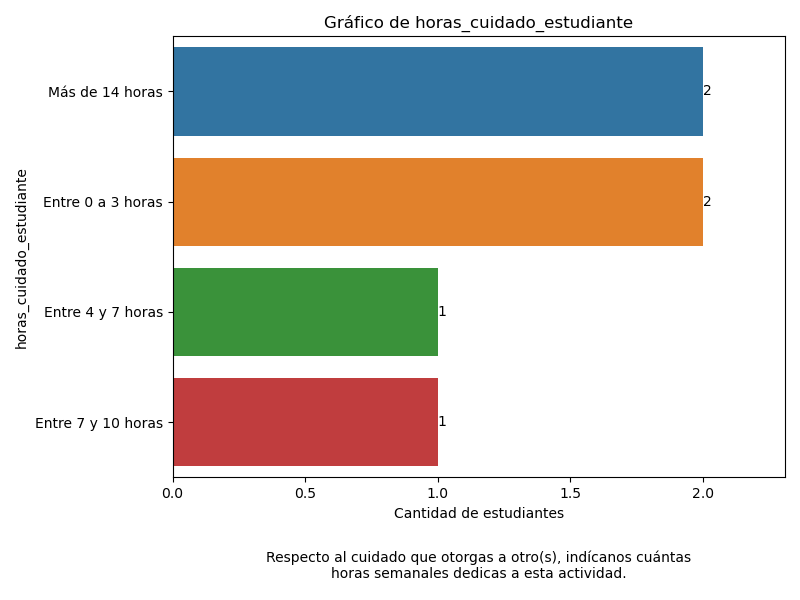 Gráfico de horas_cuidado_estudiante
horas_cuidado_estudiante
Más de 14 horas
2
Entre 0 a 3 horas
2
Entre 4 y 7 horas
1
Entre 7 y 10 horas
1
0.0 0.5 1.0 1.5 2.0
Cantidad de estudiantes
Respecto al cuidado que otorgas a otro(s), indícanos cuántas
horas semanales dedicas a esta actividad.